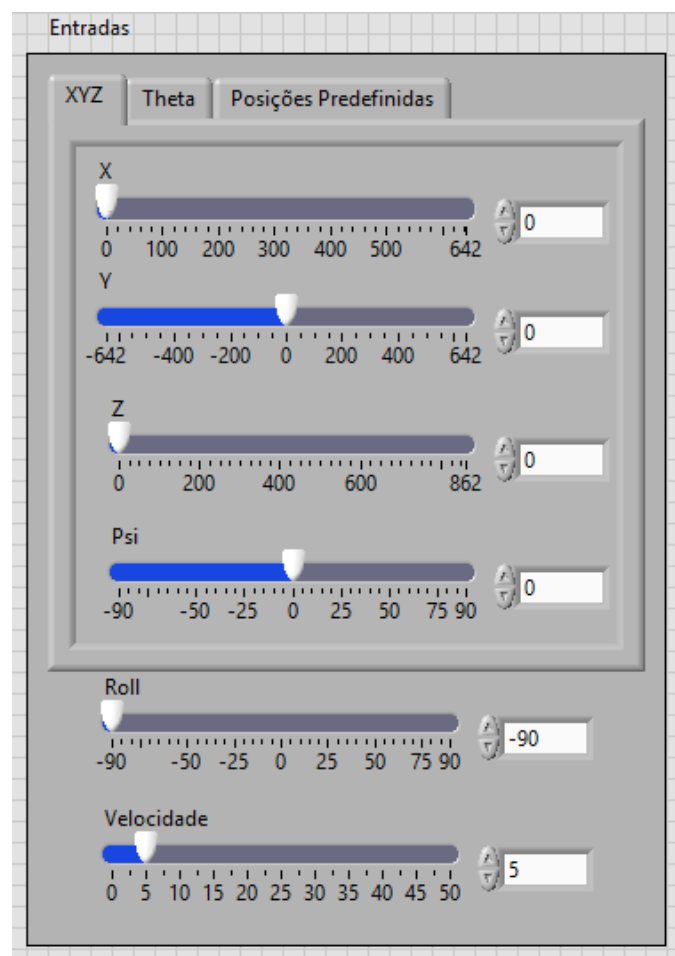 Entradas
XYZ Theta Posições Predefinidas
X
0
0 100 200 300 400 500 642
Y
0
-642 -400 -200 0 200 400 642
Z
0
0 200 400 600 862
Psi
0
-90 -50 -25 0 25 50 75 90
Roll
-90
-90 -50 -25 0 25 50 75 90
Velocidade
5
0 5 10 15 20 25 30 35 40 45 50